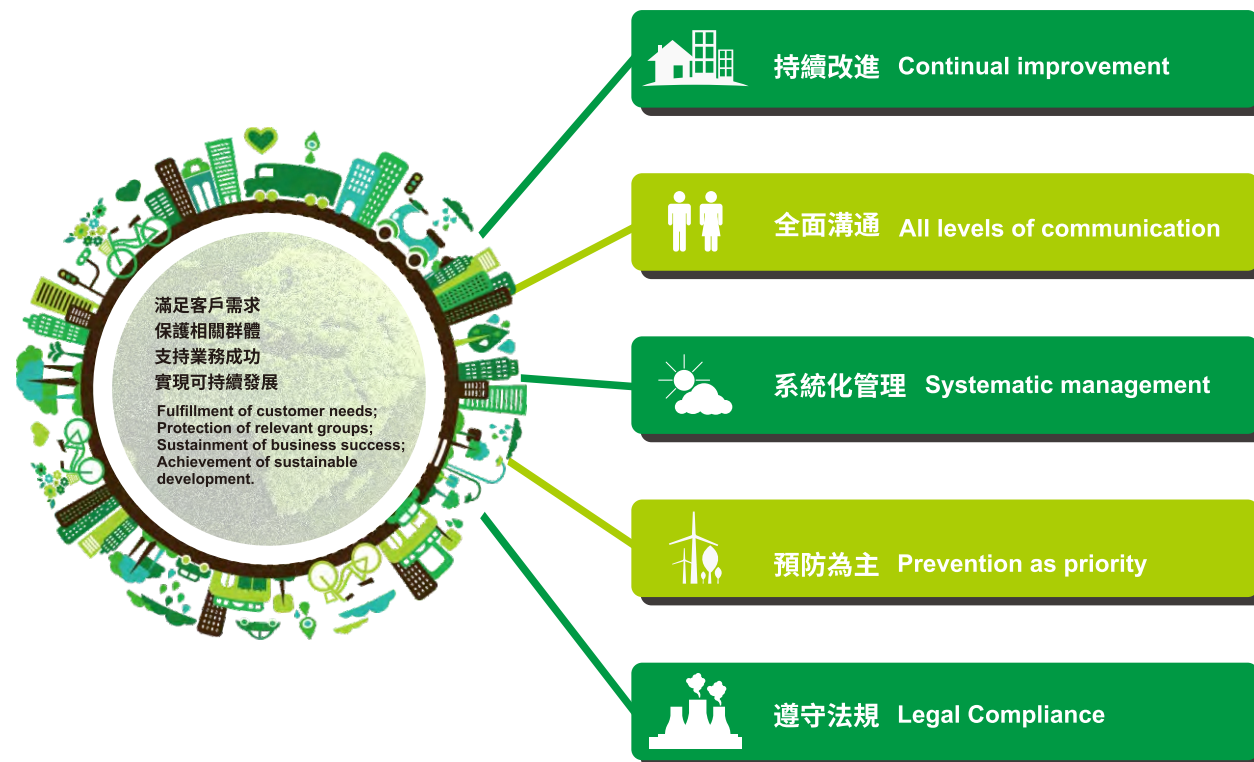 滿足客戶需求
保護相關群體
支持業務成功
實現可持續發展
Fulfillment of customer needs;
Protection of relevant groups;
Sustainment of business success;
Achievement of sustainable
development.
持續改進 Continual improvement
全面溝通 All levels of communication
系統化管理 Systematic management
預防為主 Prevention as priority
遵守法規 Legal Compliance